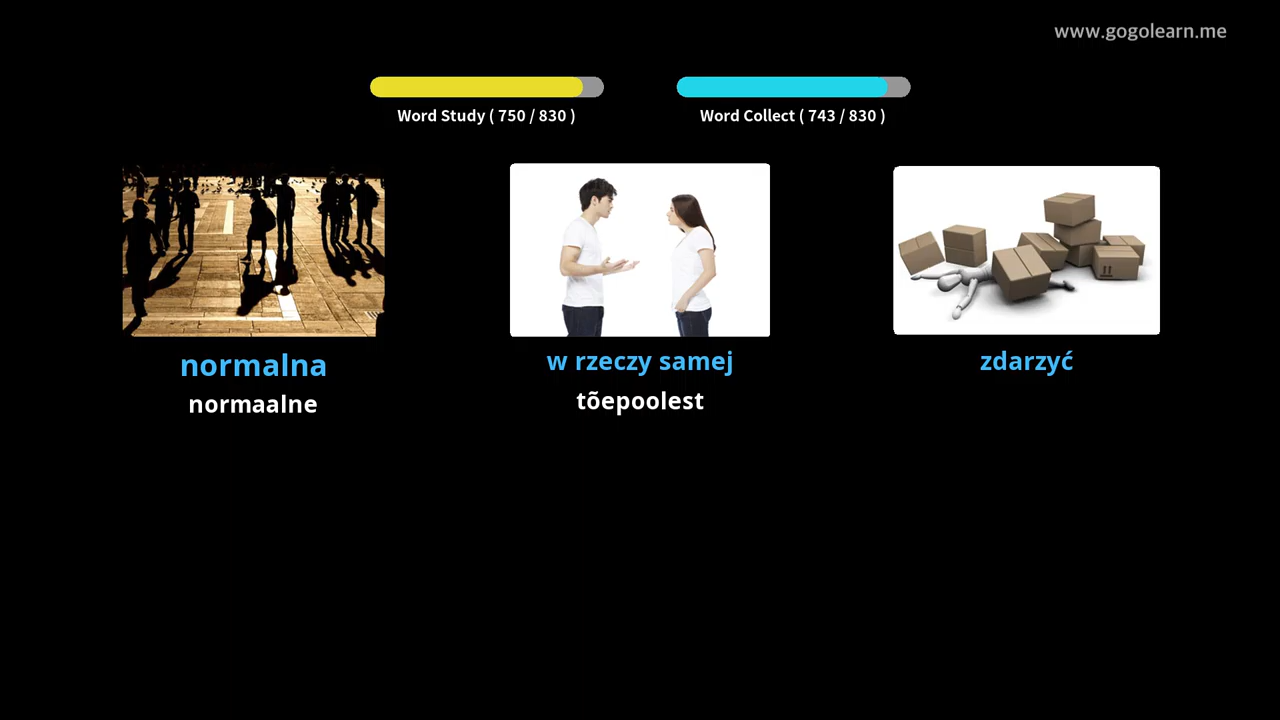 www.gogolearn.me
Word Study ( 750 / 830 )
Word Collect ( 743 / 830 )
normalna
normaalne
w rzeczy samej
tõepoolest
zdarzyć